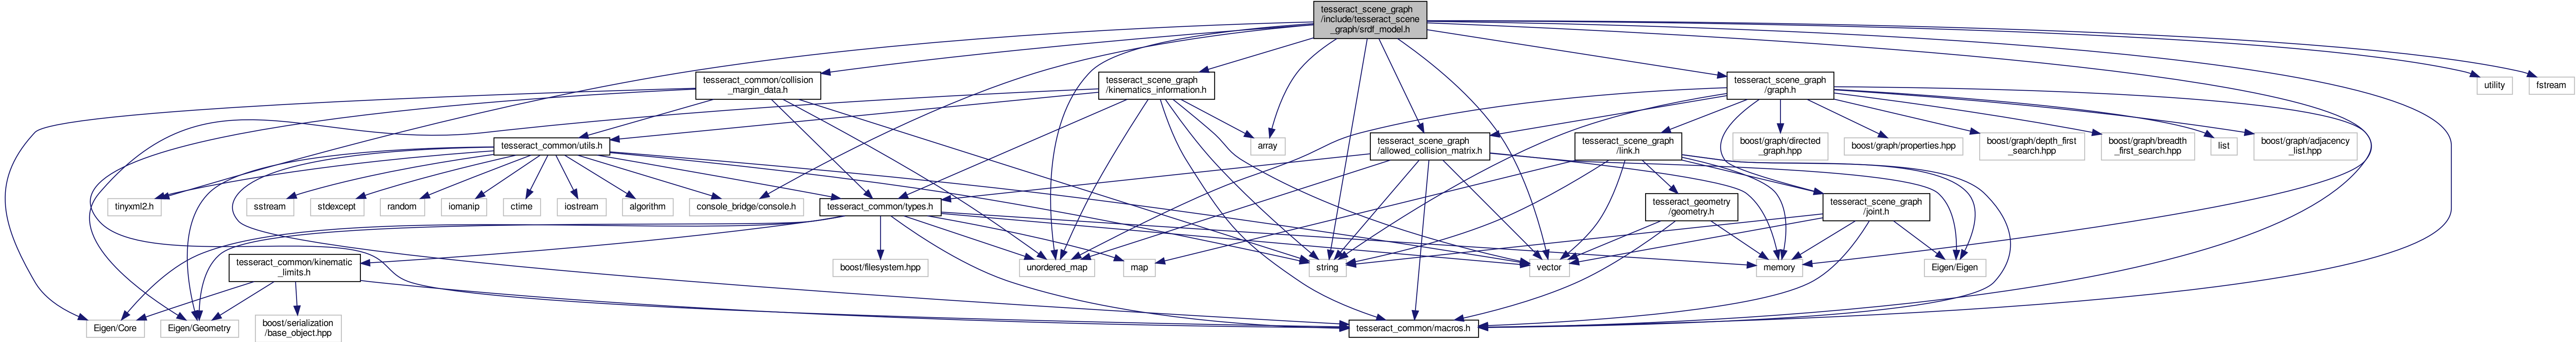 tesseract_scene_graph
/include/tesseract_scene
_graph/srdf_model.h
tesseract_common/collision
_margin_data.h
tesseract_scene_graph
/kinematics_information.h
tesseract_scene_graph
/graph.h
utility
fstream
tesseract_common/utils.h
array
tesseract_scene_graph
/allowed_collision_matrix.h
tesseract_scene_graph
/link.h
boost/graph/directed
_graph.hpp
boost/graph/properties.hpp
boost/graph/depth_first
_search.hpp
boost/graph/breadth
_first_search.hpp
list
boost/graph/adjacency
_list.hpp
tinyxml2.h
sstream
stdexcept
random
iomanip
ctime
iostream
algorithm
console_bridge/console.h
tesseract_common/types.h
tesseract_geometry
/geometry.h
tesseract_scene_graph
/joint.h
tesseract_common/kinematic
_limits.h
boost/filesystem.hpp
unordered_map
map
string
vector
memory
Eigen/Eigen
Eigen/Core
Eigen/Geometry
boost/serialization
/base_object.hpp
tesseract_common/macros.h